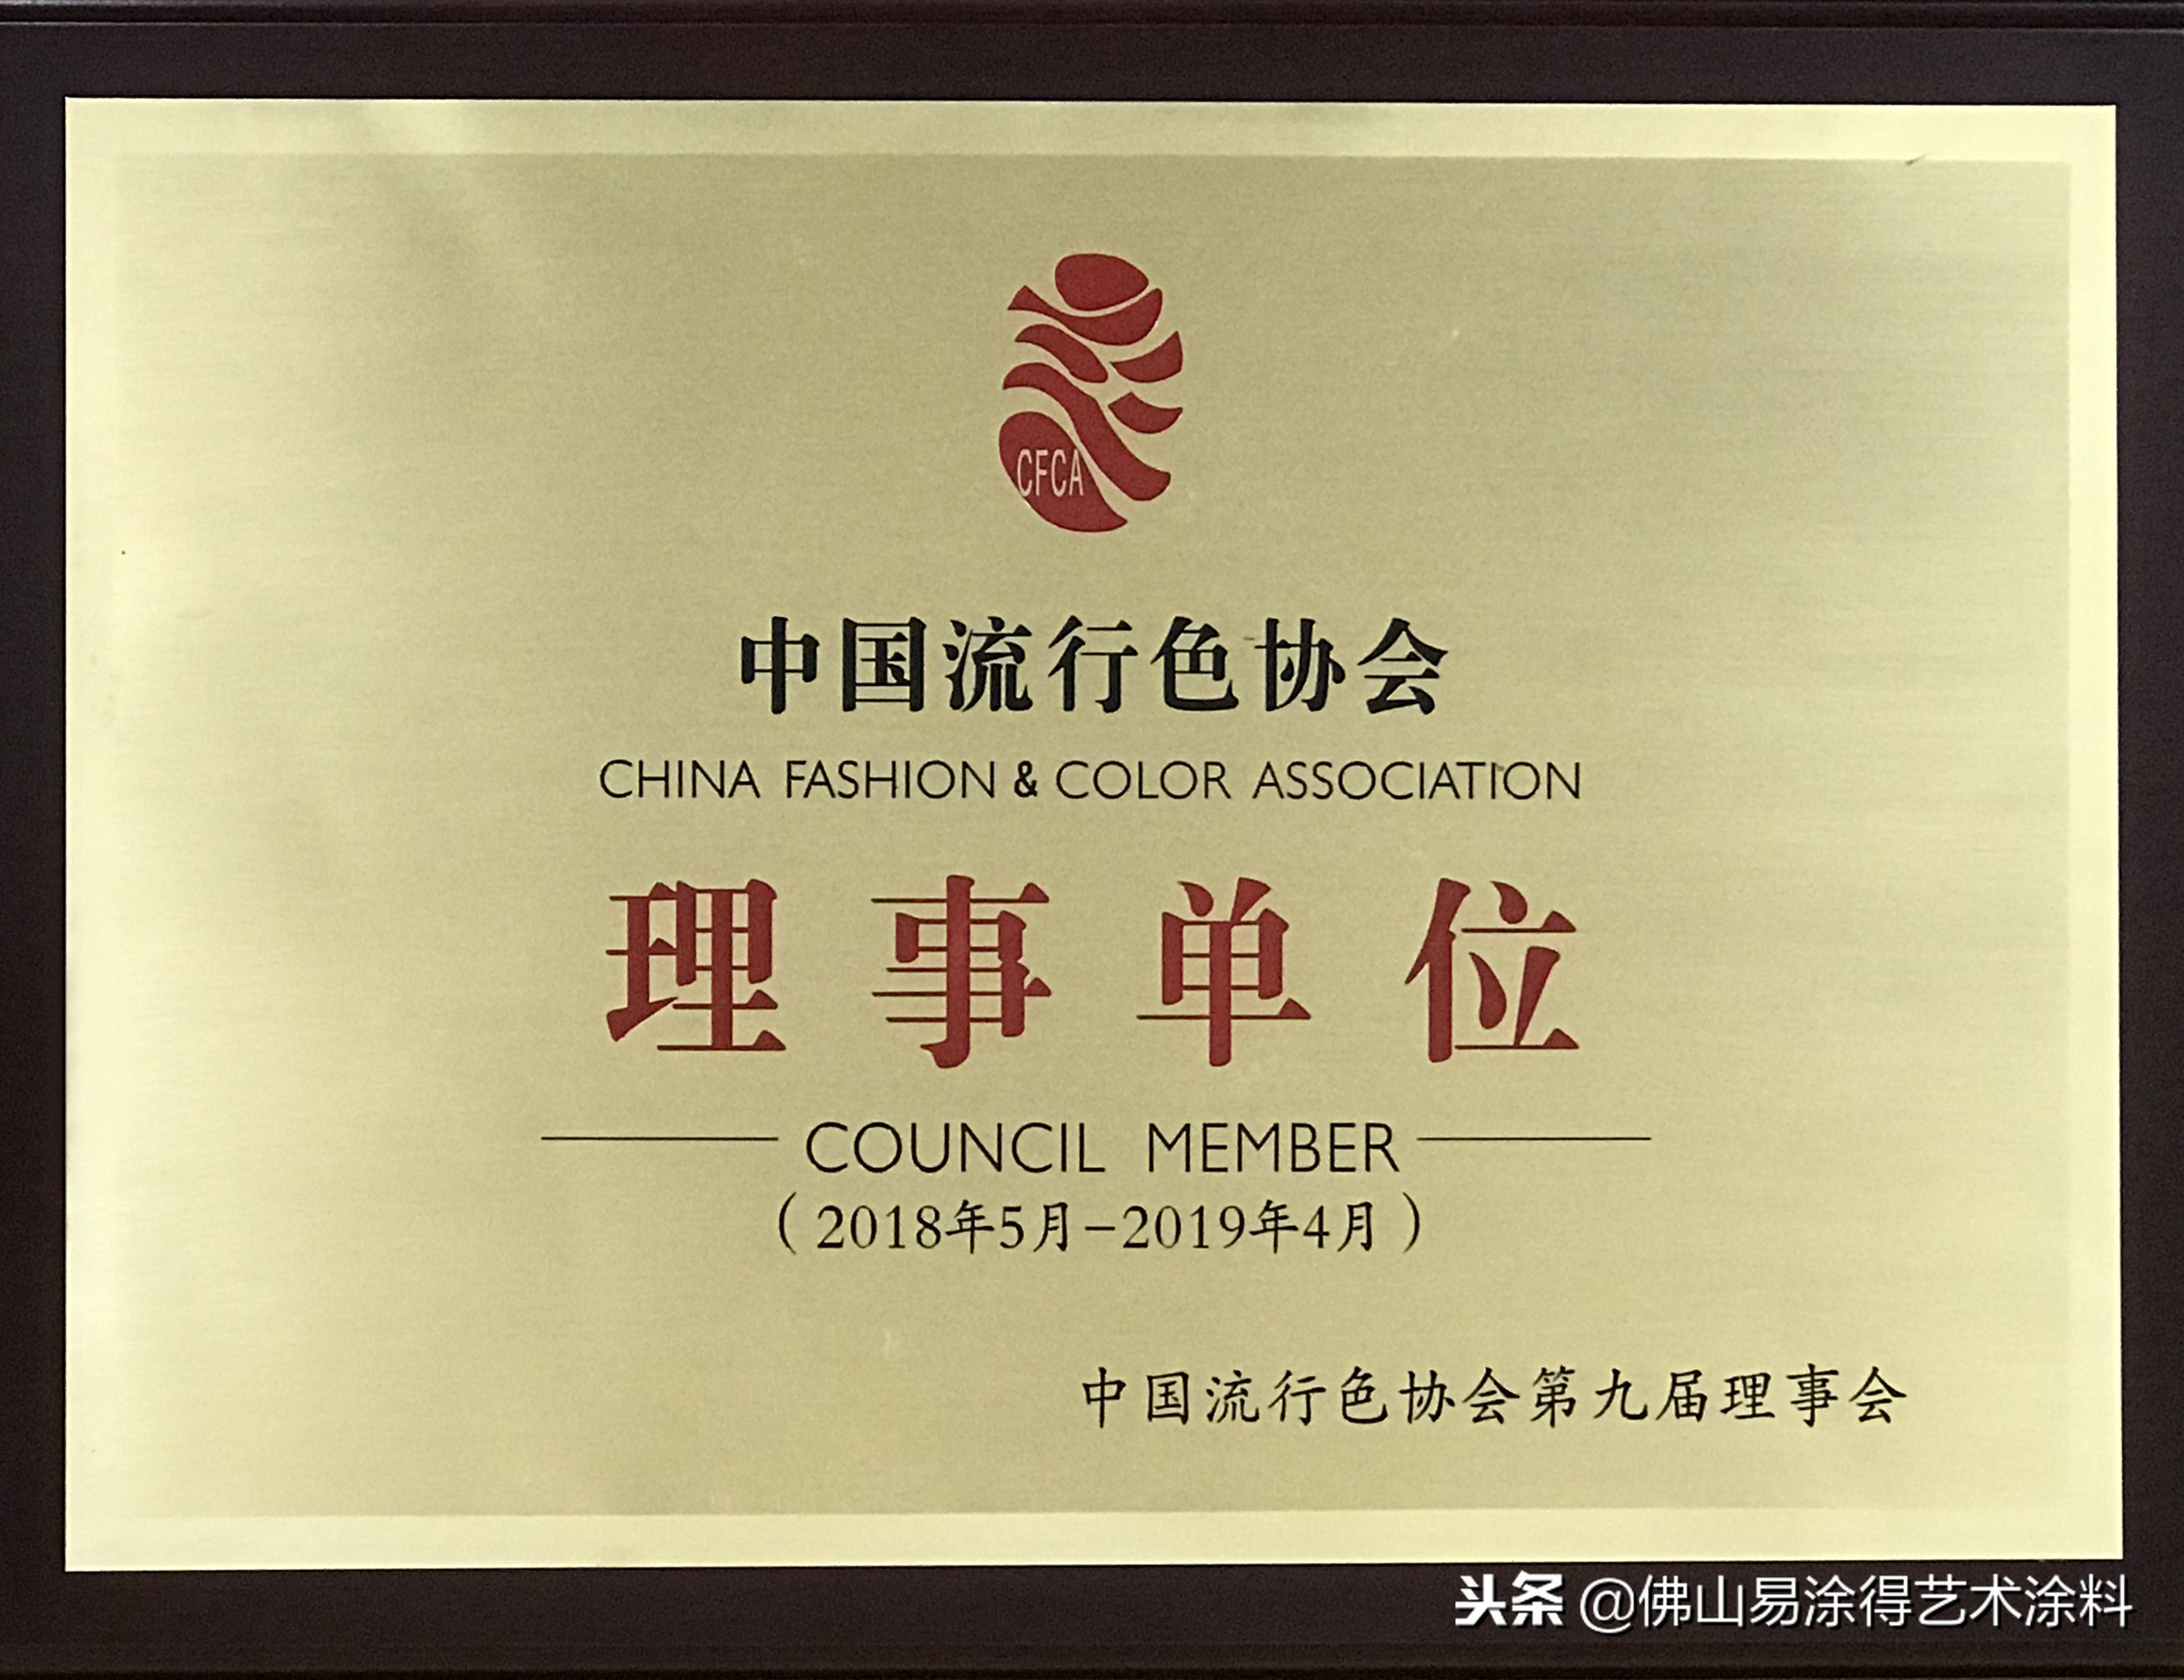 CFCA
中国流行色协会
CHINA FASHION & COLOR ASSOCIATION
理事单位
COUNCIL MEMBER
（2018年5月-2019年4月）
中国流行色协会第九届理事会
头条 @佛山易涂得艺术涂料